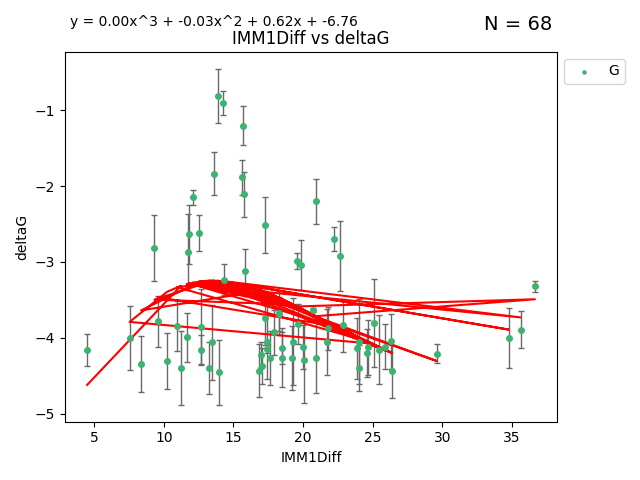 y = 0.00x^3 + -0.03x^2 + 0.62x + -6.76
N = 68
IMM1Diff vs deltaG
G
−1
−2
−3
−4
−5
deltaG
5 10 15 20 25 30 35
IMM1Diff